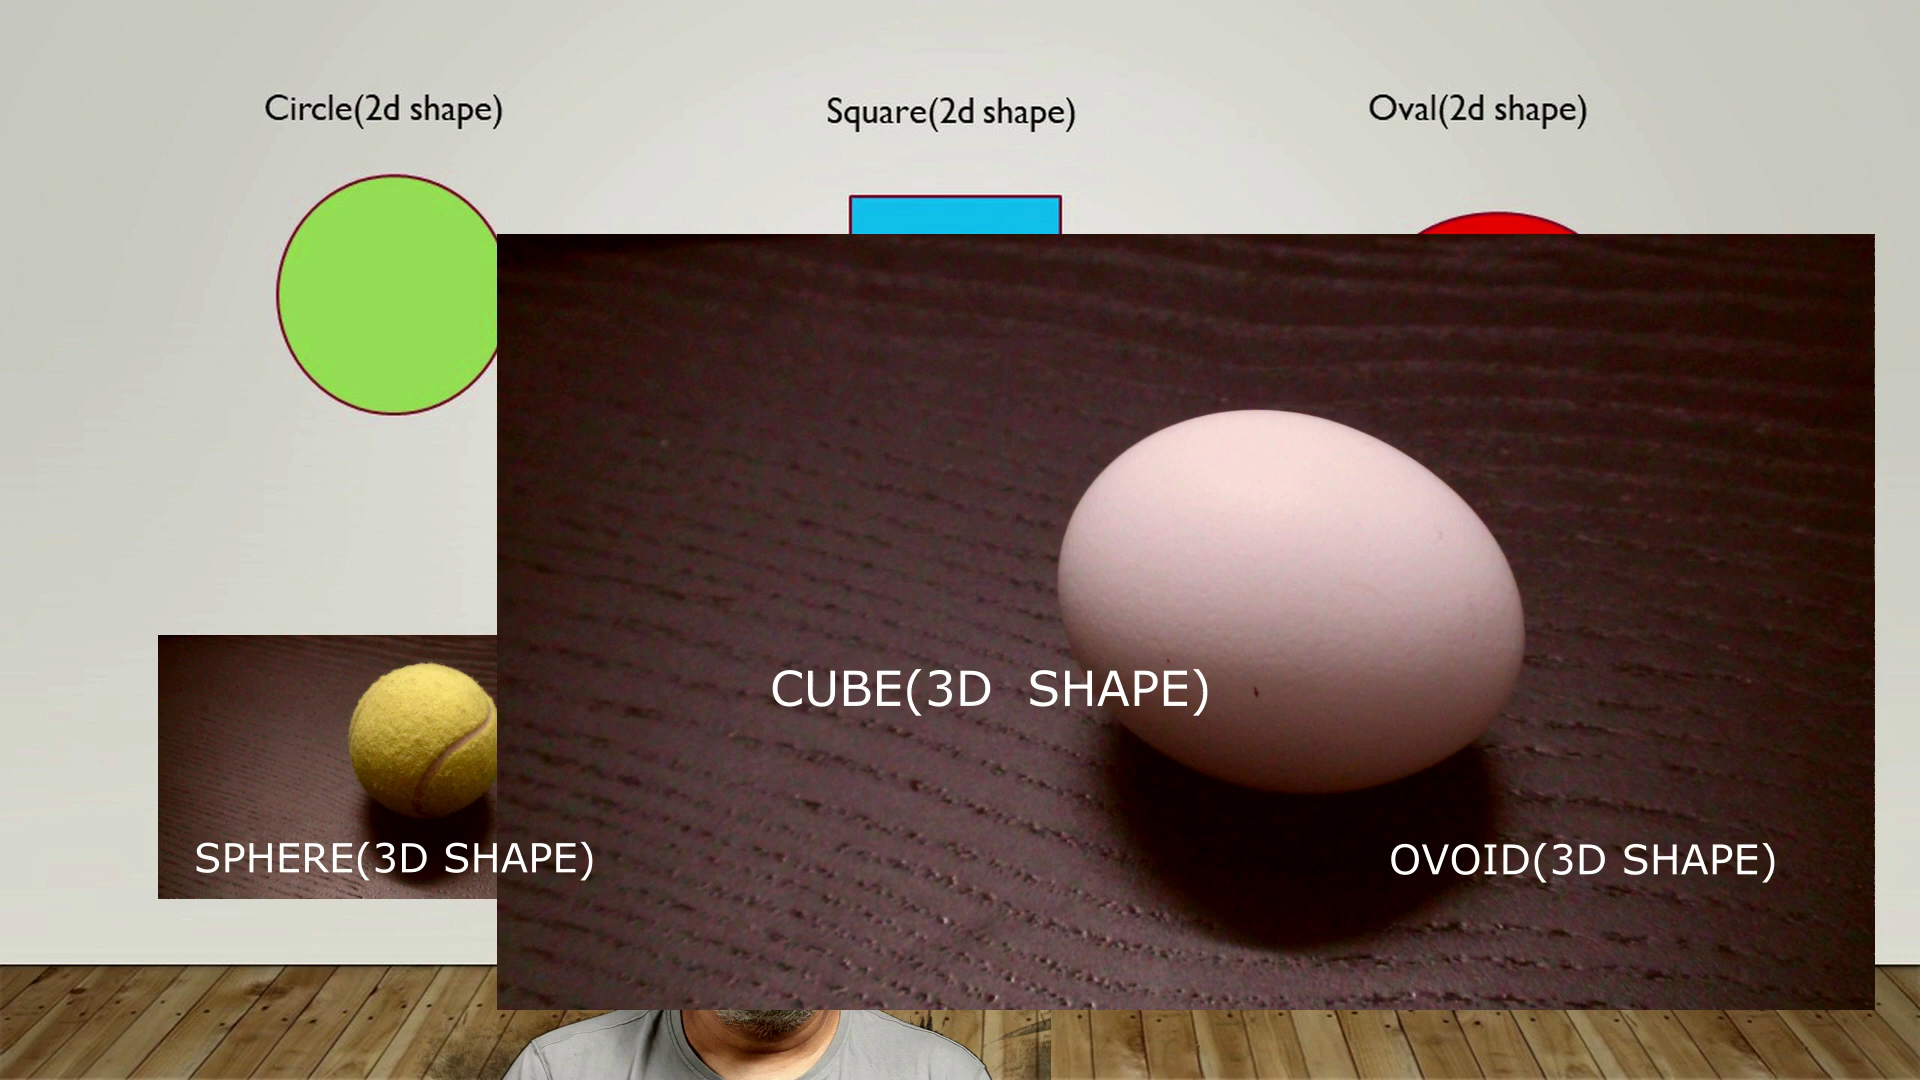 Circle(2d shape)
Square(2d shape)
Oval(2d shape)
CUBE(3D SHAPE)
SPHERE(3D SHAPE)
OVOID(3D SHAPE)